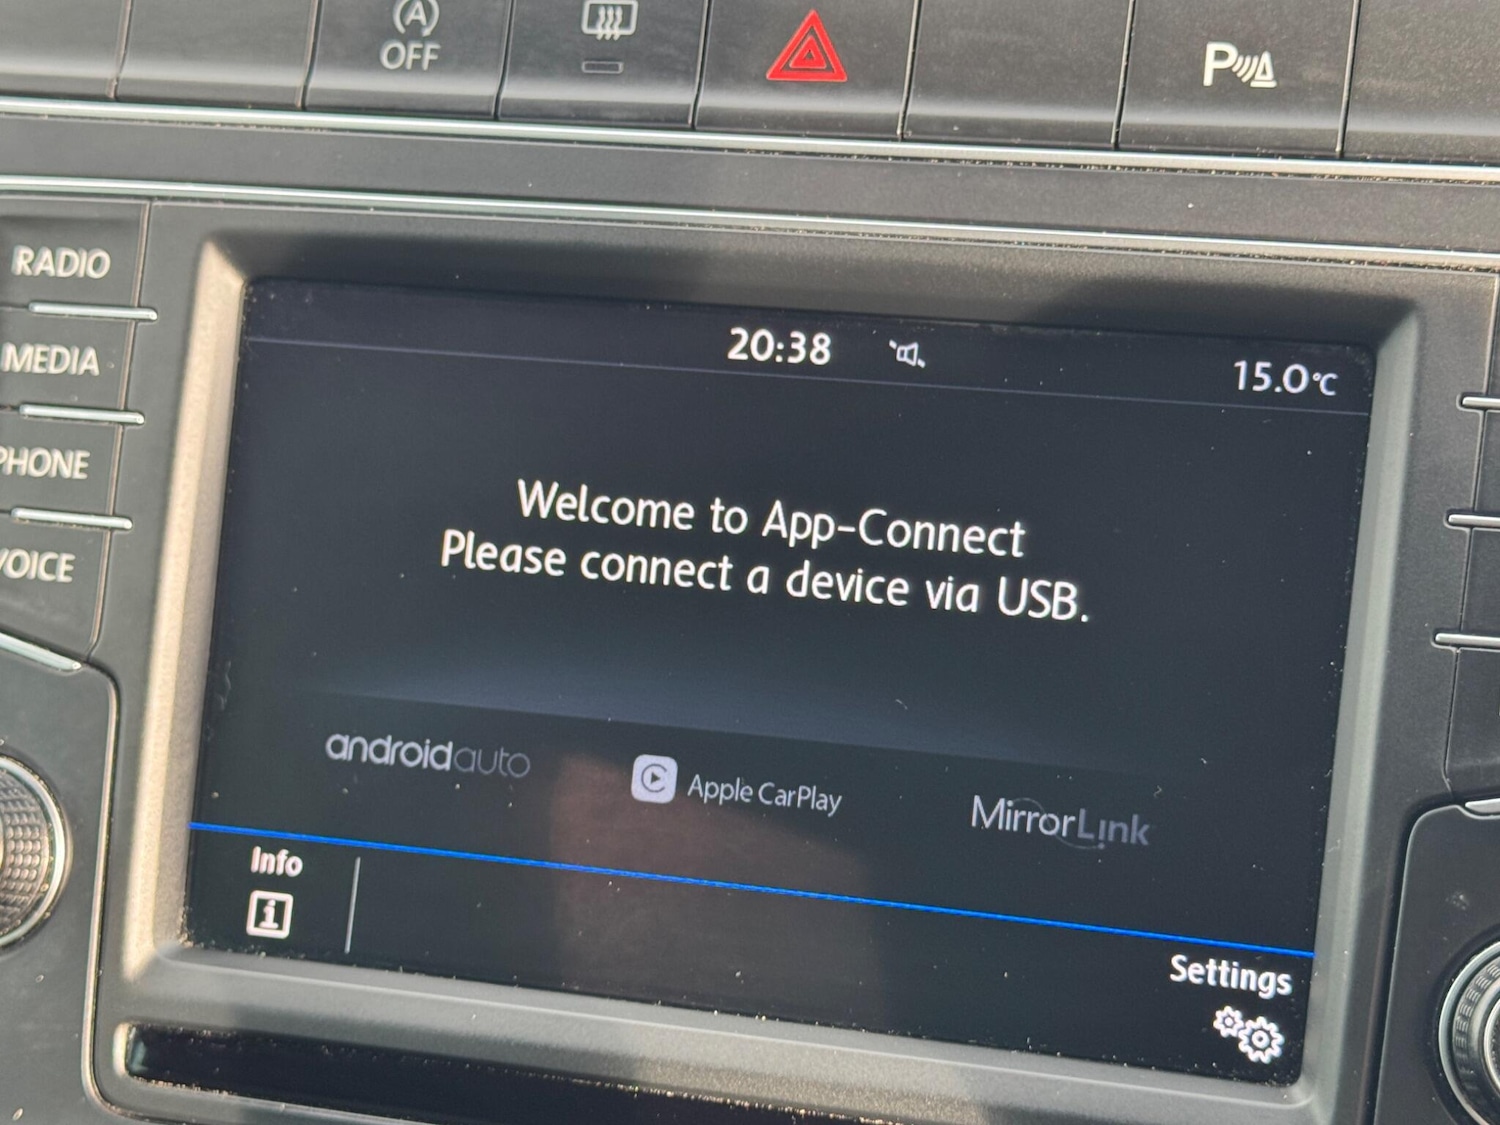 A
OFF
P
RADIO
MEDIA
PHONE
VOICE
20:38
15.0°C
Welcome to App-Connect
Please connect a device via USB.
androidauto
Apple CarPlay
MirrorLink
Info
i
Settings